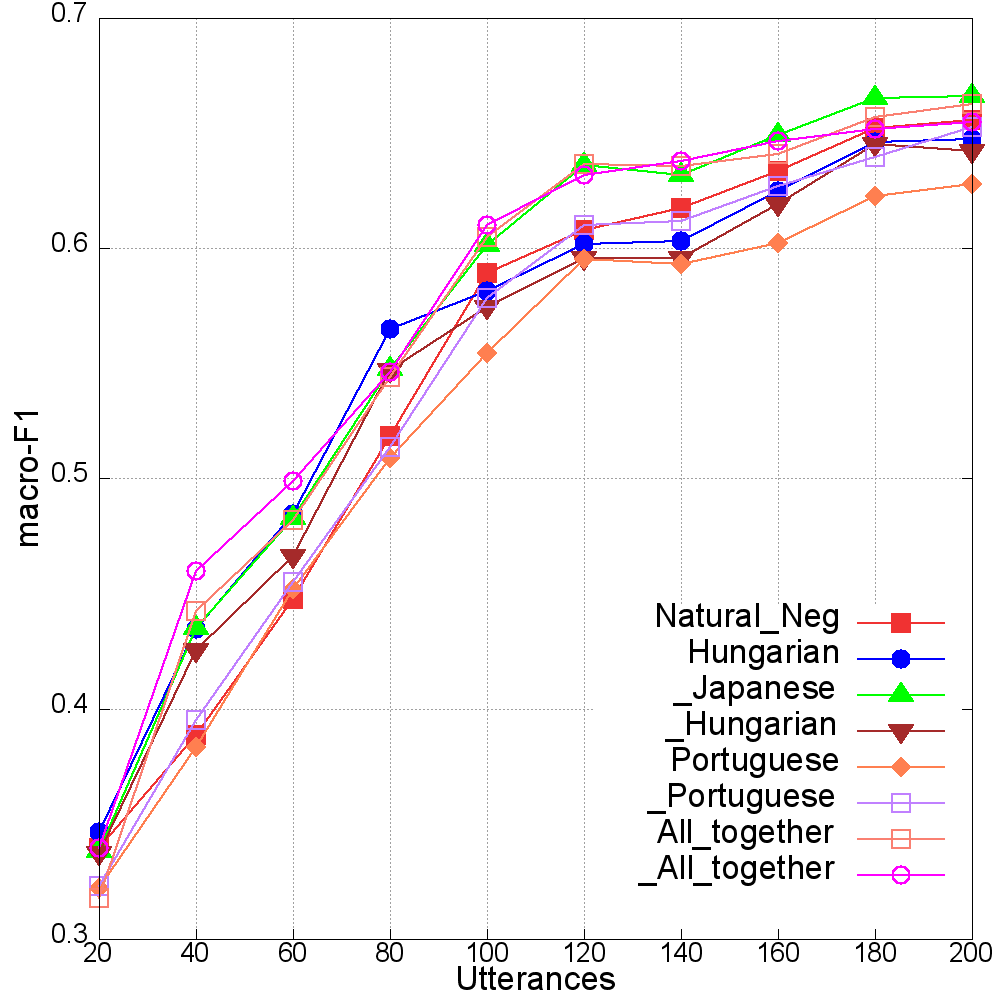 0.7
0.6
0.5
0.4
0.3
macro-F1
Natural_Neg
Hungarian
_Japanese
_Hungarian
Portuguese
_Portuguese
All_together
_All_together
20 40 60 80 100 120 140 160 180 200
Utterances